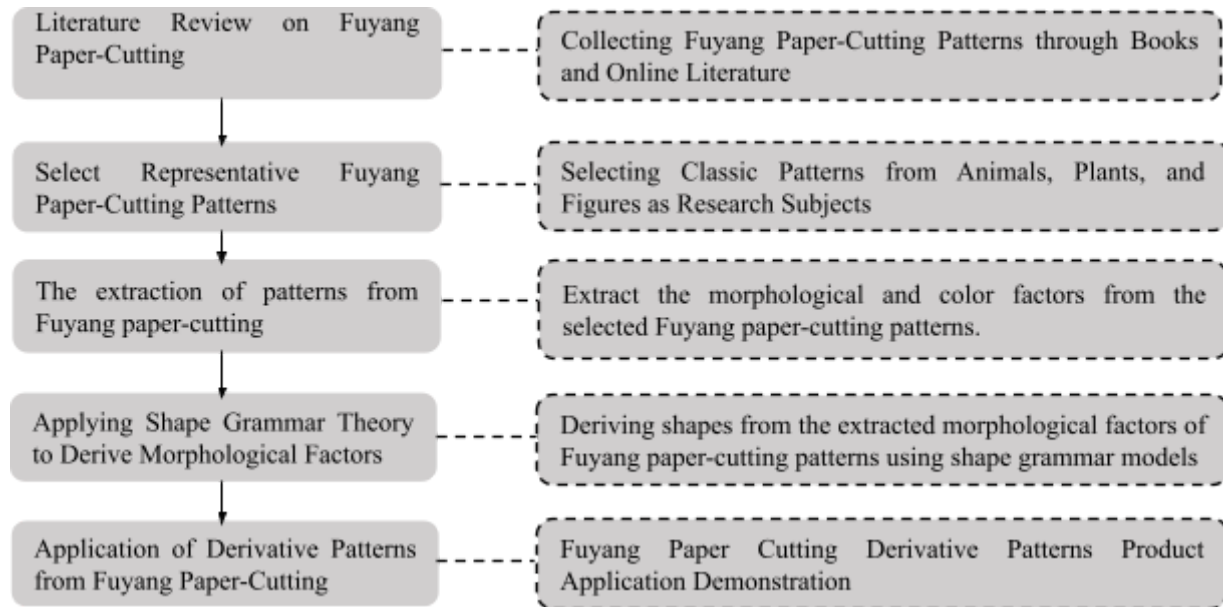 Literature Review on Fuyang
Paper-Cutting
Collecting Fuyang Paper-Cutting Patterns through Books
and Online Literature
Select Representative Fuyang
Paper-Cutting Patterns
Selecting Classic Patterns from Animals, Plants, and
Figures as Research Subjects
The extraction of patterns from
Fuyang paper-cutting
Extract the morphological and color factors from the
selected Fuyang paper-cutting patterns.
Applying Shape Grammar Theory
to Derive Morphological Factors
Deriving shapes from the extracted morphological factors of
Fuyang paper-cutting patterns using shape grammar models
Application of Derivative Patterns
from Fuyang Paper-Cutting
Fuyang Paper Cutting Derivative Patterns Product
Application Demonstration